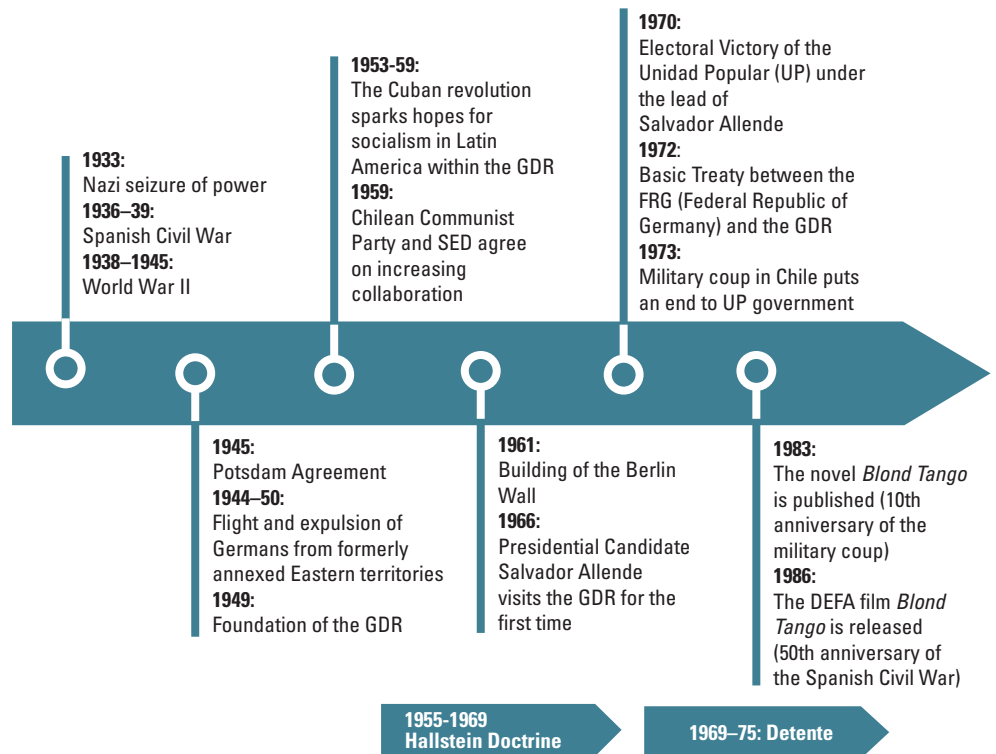 1933:
Nazi seizure of power
1936–39:
Spanish Civil War
1938–1945:
World War II
1945:
Potsdam Agreement
1944–50:
Flight and expulsion of
Germans from formerly
annexed Eastern territories
1949:
Foundation of the GDR
1953-59:
The Cuban revolution
sparks hopes for
socialism in Latin
America within the GDR
1959:
Chilean Communist
Party and SED agree
on increasing
collaboration
1961:
Building of the Berlin
Wall
1966:
Presidential Candidate
Salvador Allende
visits the GDR for the
first time
1970:
Electoral Victory of the
Unidad Popular (UP) under
the lead of
Salvador Allende
1972:
Basic Treaty between the
FRG (Federal Republic of
Germany) and the GDR
1973:
Military coup in Chile puts
an end to UP government
1983:
The novel Blond Tango
is published (10th
anniversary of the
military coup)
1986:
The DEFA film Blond
Tango is released
(50th anniversary of
the Spanish Civil War)
1955-1969
Hallstein Doctrine
1969–75: Detente